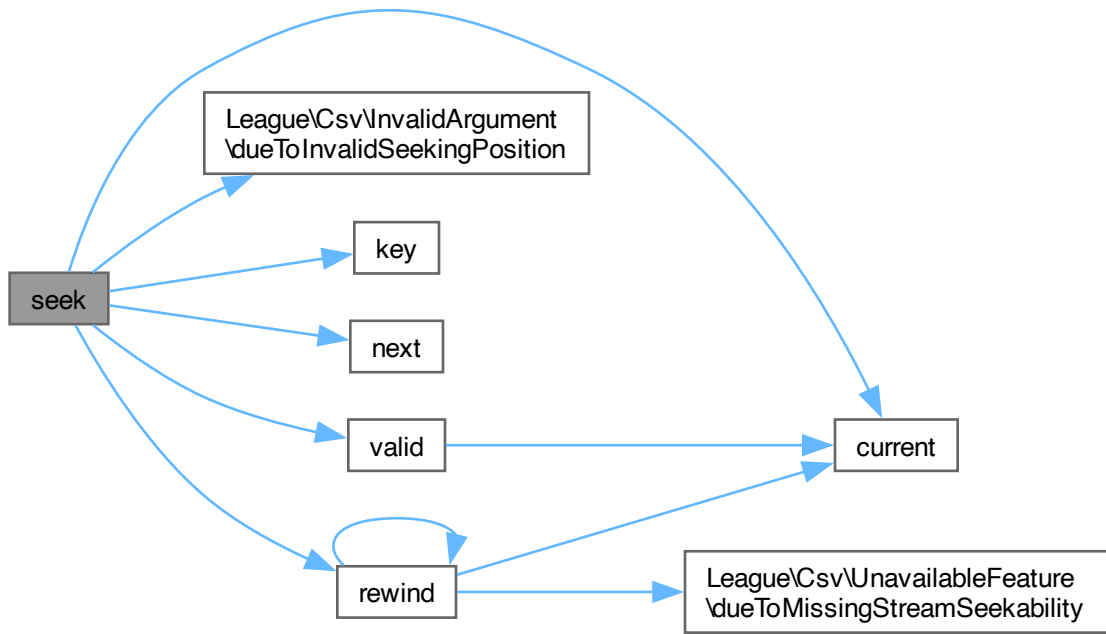 League\Csv\InvalidArgument
\dueToInvalidSeekingPosition
key
seek
next
valid
current
rewind
League\Csv\UnavailableFeature
\dueToMissingStreamSeekability